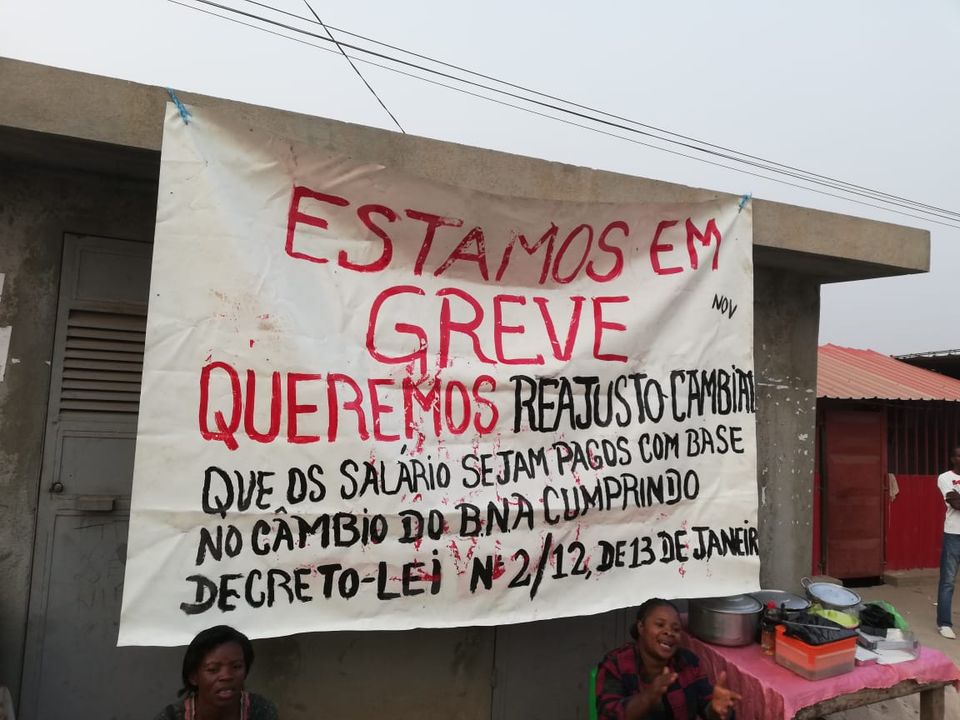 ESTAMOS EM
GREVE
NOV
QUEREMOS REAJUSTO-CAMBIAL
QUE OS SALÁRIO SEJAM PAGOS COM BASE
NO CÂMBIO DO B.N.A CUMPRINDO
DECRETO-LEI Nº 2/12, DE 13 DE JANEIR